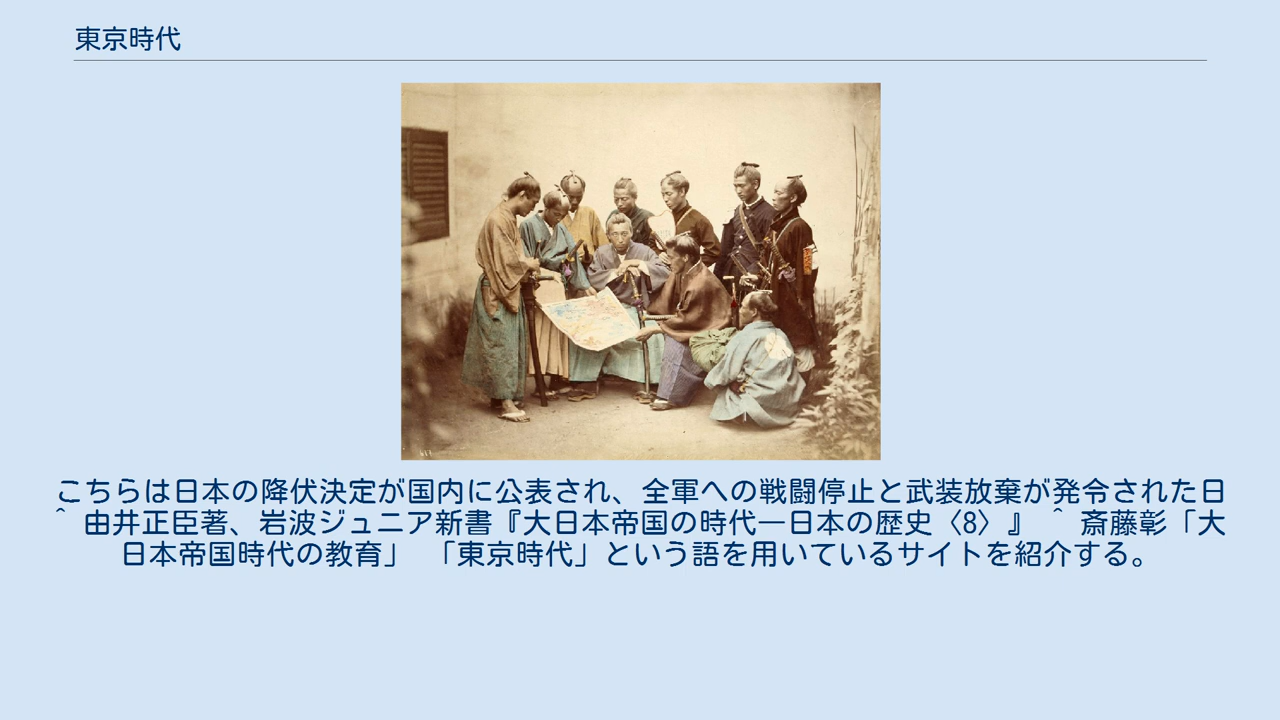 東京時代
こちらは日本の降伏決定が国内に公表され、全軍への戦闘停止と武装放棄が発令された日
^ 由井正臣著、岩波ジュニア新書『大日本帝国の時代―日本の歴史〈8〉』 ^ 斎藤彰「大
日本帝国時代の教育」 「東京時代」という語を用いているサイトを紹介する。